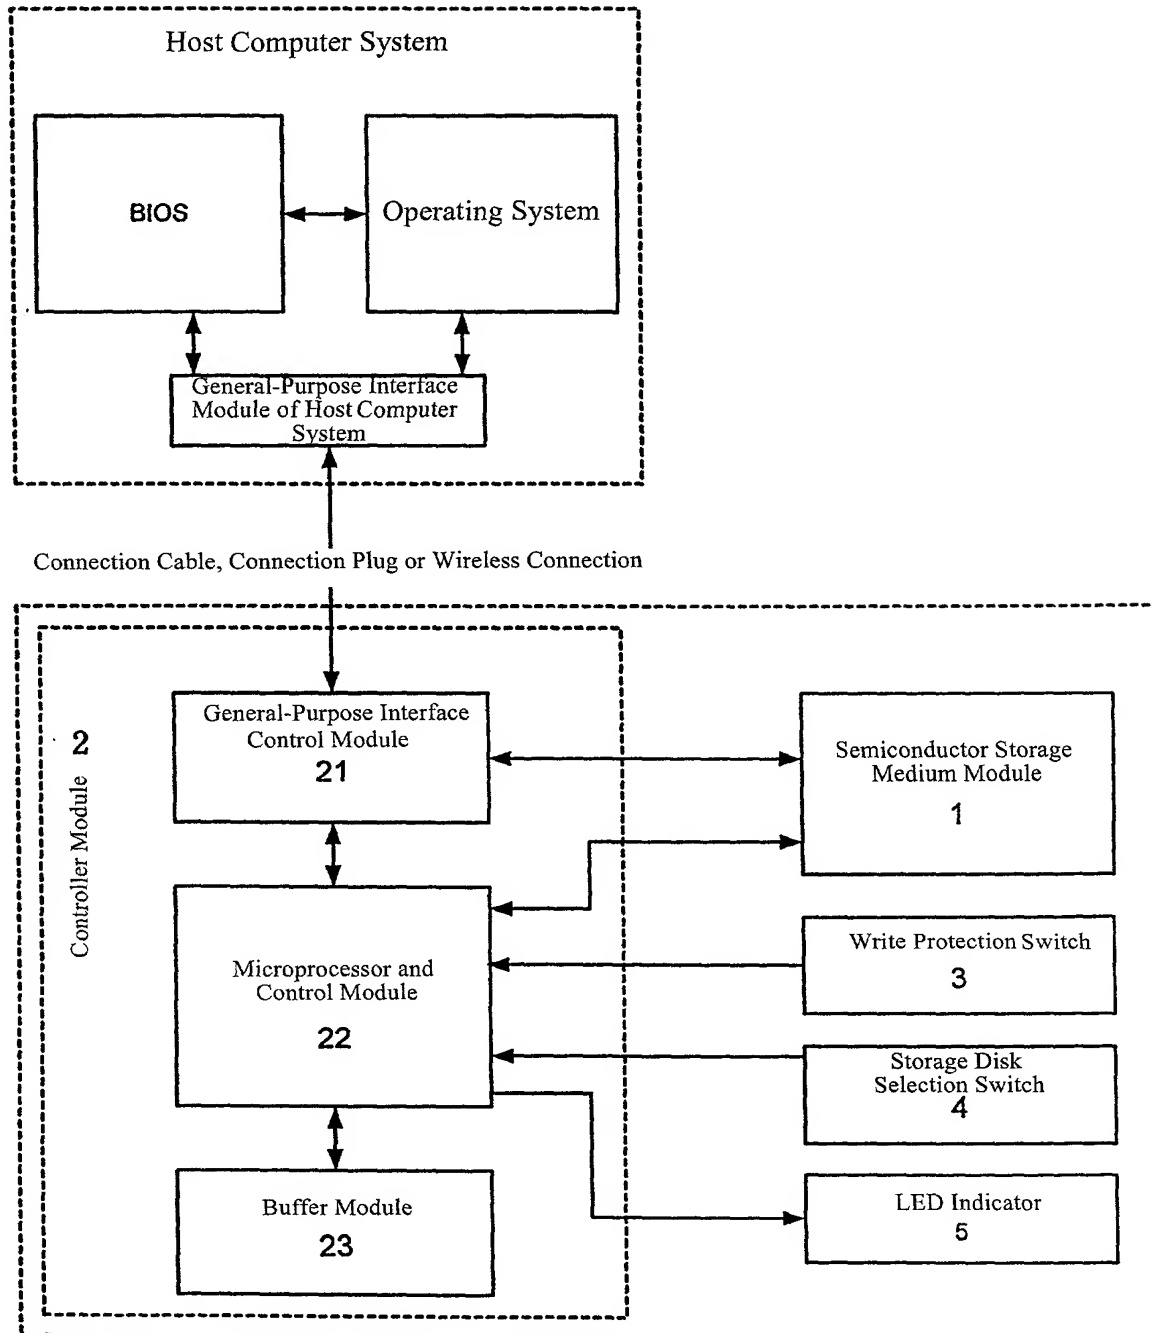 Host Computer System
BIOS
Operating System
General-Purpose Interface
Module of Host Computer
System
Connection Cable, Connection Plug or Wireless Connection
Controller Module 2
General-Purpose Interface
Control Module
21
Semiconductor Storage
Medium Module
1
Microprocessor and
Control Module
22
Write Protection Switch
3
Storage Disk
Selection Switch
4
Buffer Module
23
LED Indicator
5